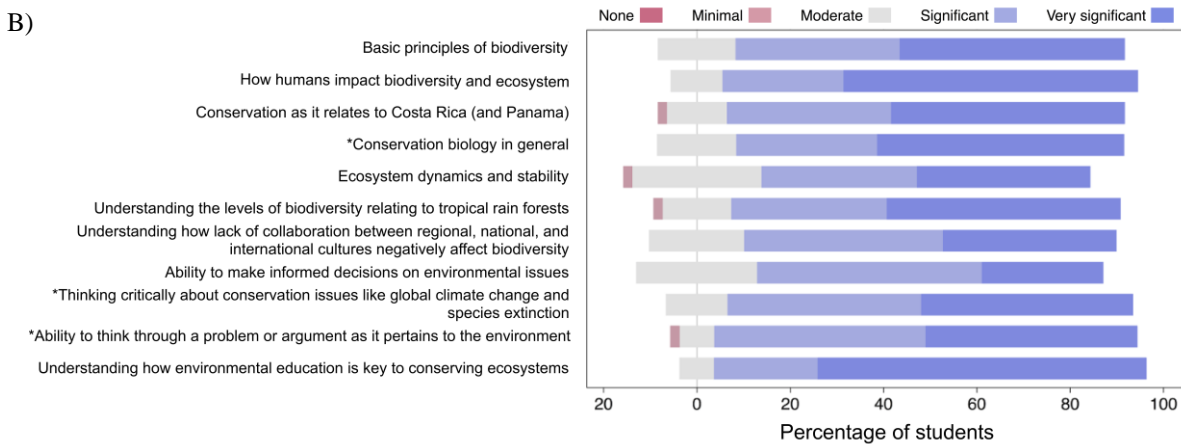 B)
None Minimal Moderate Significant Very significant
Basic principles of biodiversity
How humans impact biodiversity and ecosystem
Conservation as it relates to Costa Rica (and Panama)
*Conservation biology in general
Ecosystem dynamics and stability
Understanding the levels of biodiversity relating to tropical rain forests
Understanding how lack of collaboration between regional, national, and
international cultures negatively affect biodiversity
Ability to make informed decisions on environmental issues
*Thinking critically about conservation issues like global climate change and
species extinction
*Ability to think through a problem or argument as it pertains to the environment
Understanding how environmental education is key to conserving ecosystems
20 0 20 40 60 80 100
Percentage of students